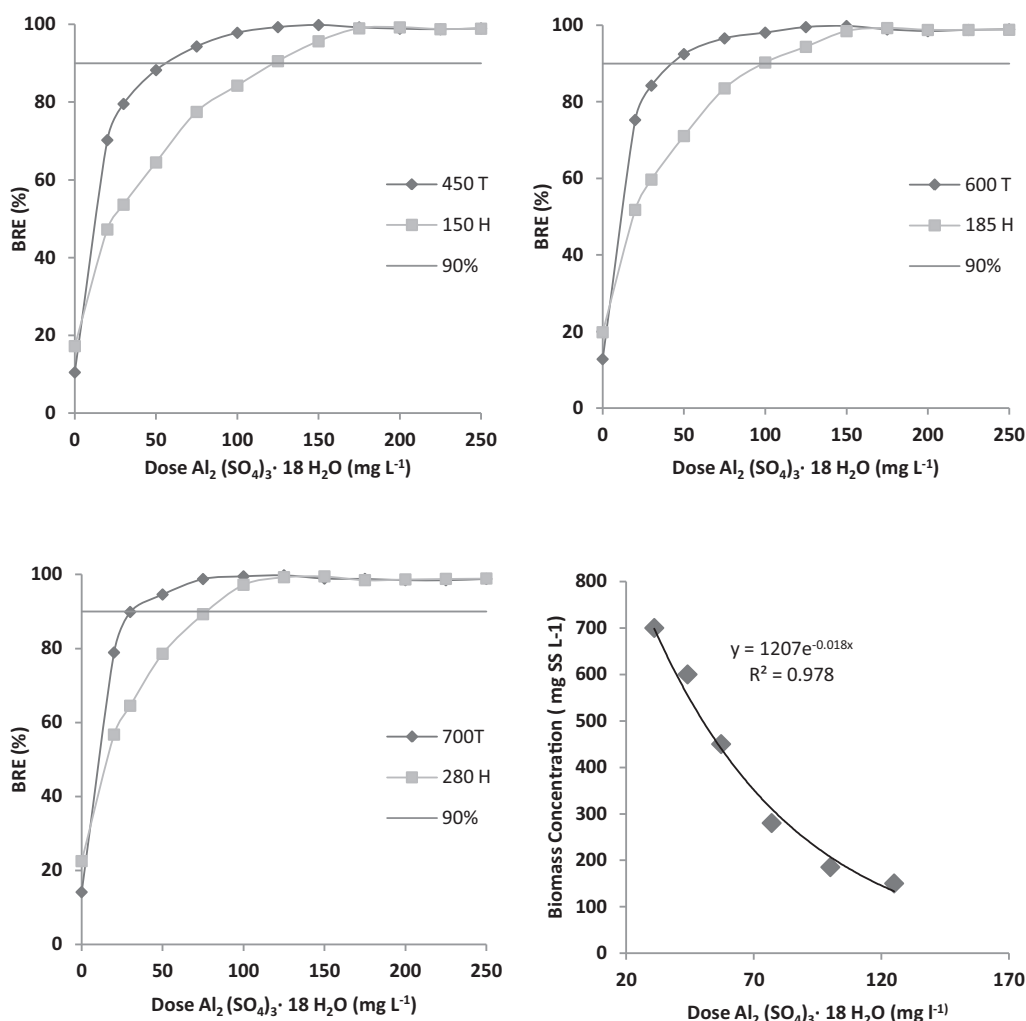 100
80
60
40
20
0
BRE (%)
450 T
150 H
90%
0 50 100 150 200 250
Dose Al₂ (SO₄)₃· 18 H₂O (mg L⁻¹)
100
80
60
40
20
0
BRE (%)
600 T
185 H
90%
0 50 100 150 200 250
Dose Al₂ (SO₄)₃· 18 H₂O (mg L⁻¹)
100
80
60
40
20
0
BRE (%)
700T
280 H
90%
0 50 100 150 200 250
Dose Al₂ (SO₄)₃· 18 H₂O (mg L⁻¹)
800
700
600
500
400
300
200
100
0
Biomass Concentration ( mg SS L-1)
y = 1207e⁻⁰·⁰¹⁸ˣ
R² = 0.978
20 70 120 170
Dose Al₂ (SO₄)₃· 18 H₂O (mg l⁻¹)